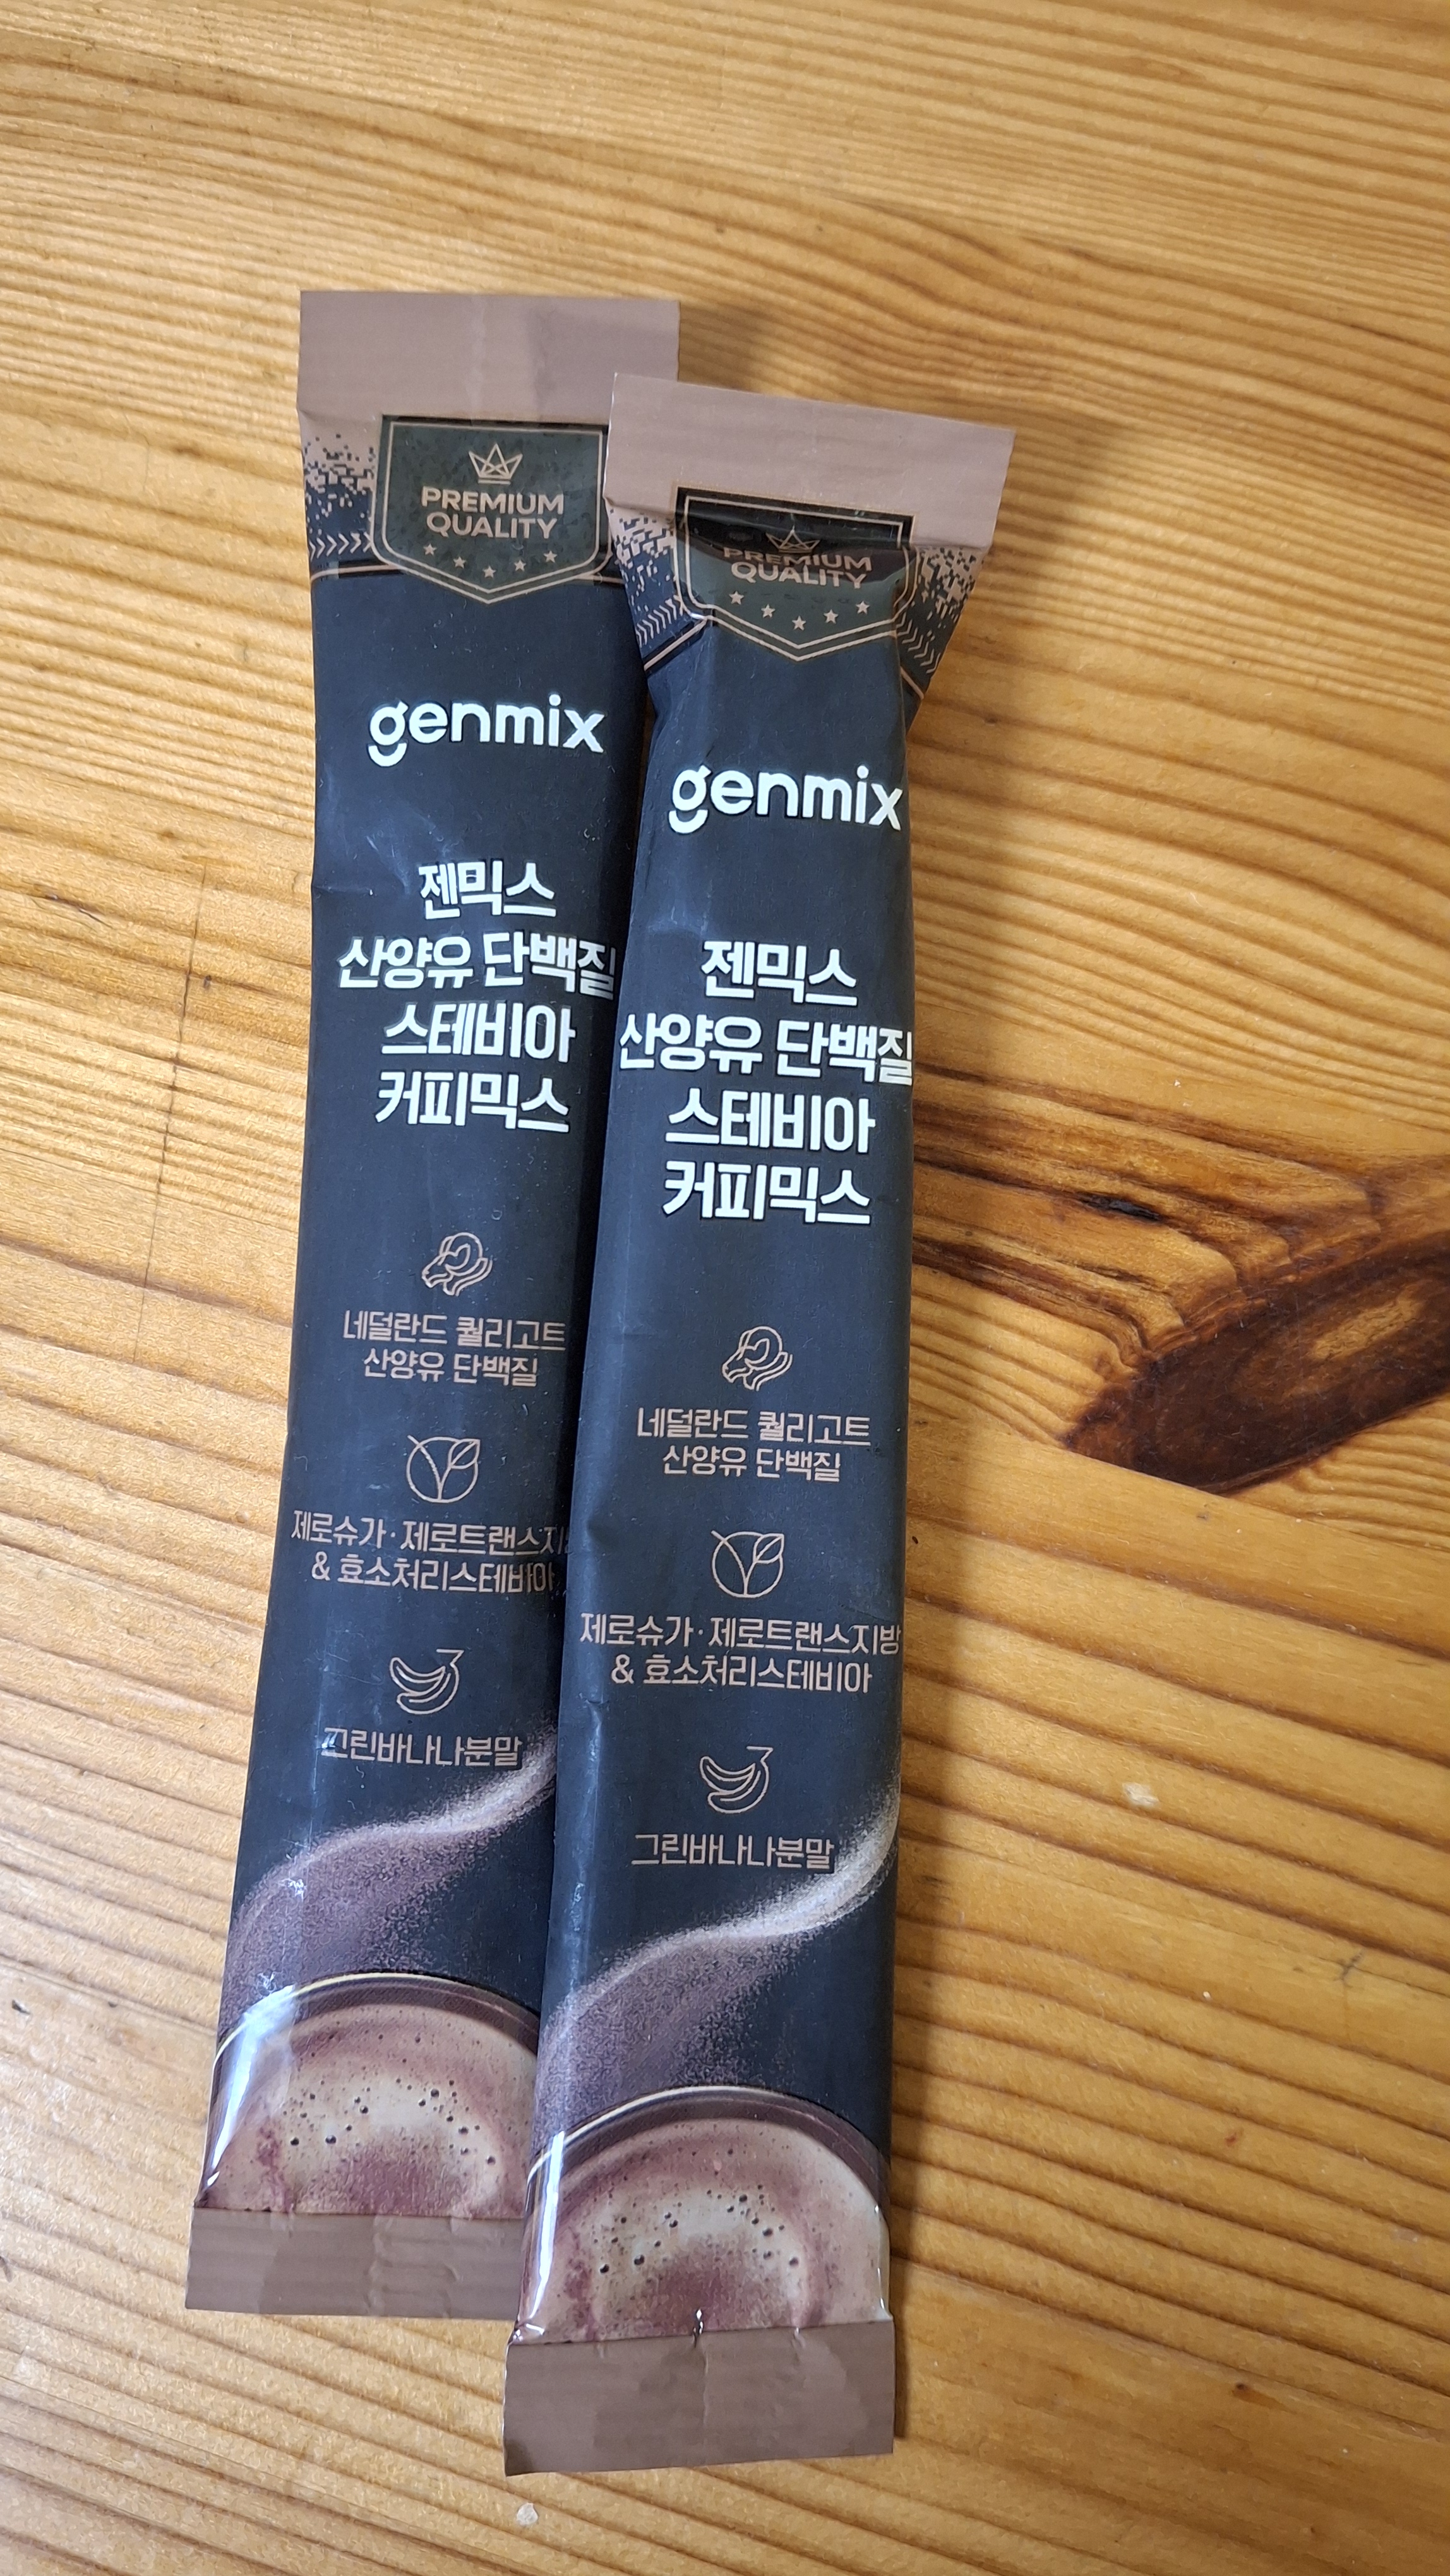 PREMIUM
QUALITY
genmix
젠믹스
산양유 단백질
스테비아
커피믹스
네덜란드 퀄리고트
산양유 단백질
제로슈가·제로트랜스지
& 효소처리스테비아
그린바나나분말
PREMIUM
QUALITY
genmix
젠믹스
산양유 단백질
스테비아
커피믹스
네덜란드 퀄리고트
산양유 단백질
제로슈가·제로트랜스지방
& 효소처리스테비아
그린바나나분말